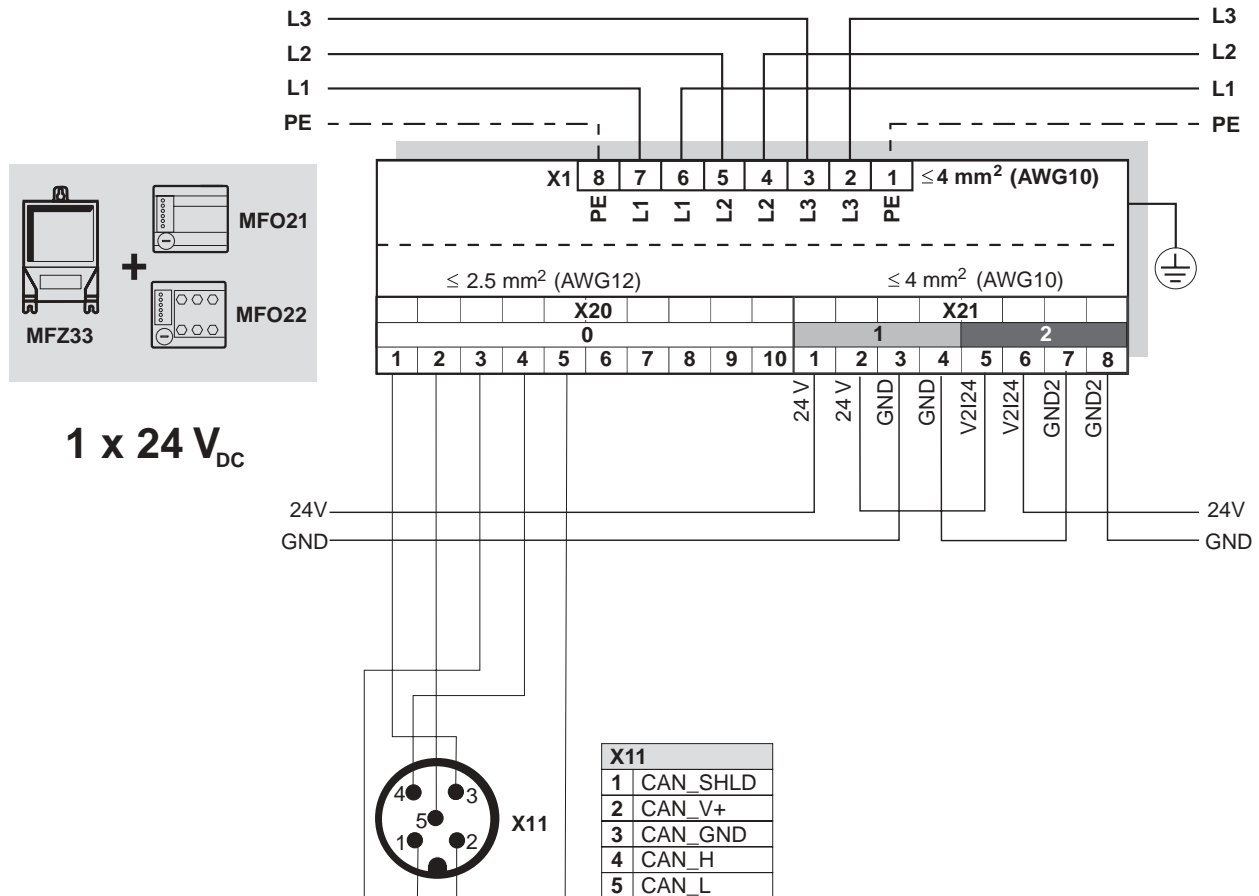 L3 L3
L2 L2
L1 L1
PE PE
X1 8 7 6 5 4 3 2 1 ≤ 4 mm² (AWG10)
PE L1 L1 L2 L2 L3 L3 PE
MFO21
+
MFO22
MFZ33
≤ 2.5 mm² (AWG12) ≤ 4 mm² (AWG10)
X20 X21
0 1 2
1 2 3 4 5 6 7 8 9 10 1 2 3 4 5 6 7 8
24 V 24 V GND GND V2I24 V2I24 GND2 GND2
1 x 24 V_DC
24V 24V
GND GND
X11
1 CAN_SHLD
2 CAN_V+
3 CAN_GND
4 CAN_H
5 CAN_L
4 3
5 X11
1 2